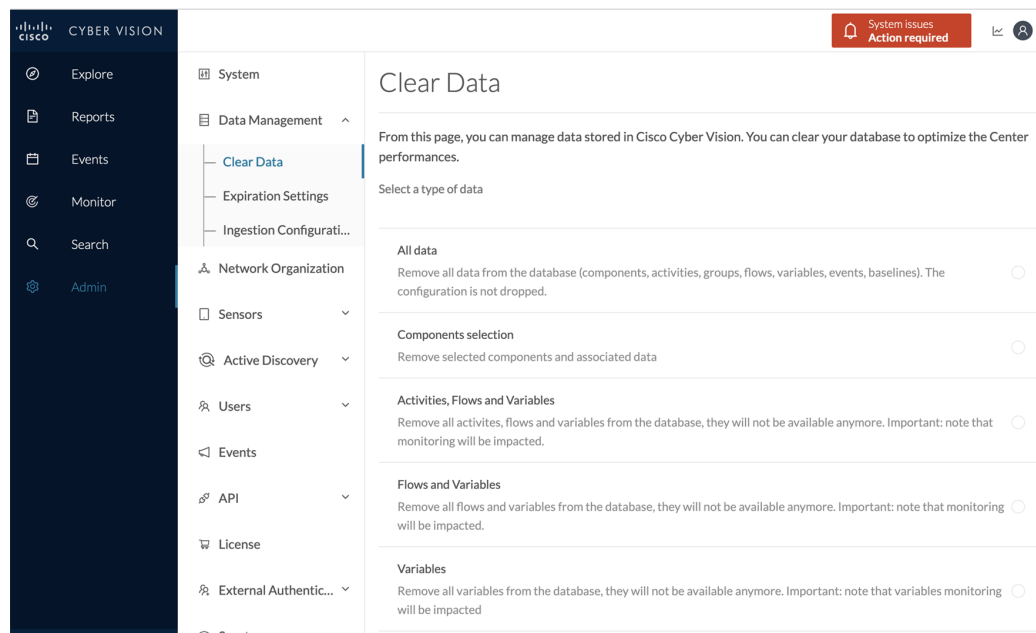 CISCO CYBER VISION
System issues
Action required
Explore
Reports
Events
Monitor
Search
Admin
System
Data Management
Clear Data
Expiration Settings
Ingestion Configurati...
Network Organization
Sensors
Active Discovery
Users
Events
API
License
External Authentic...
Clear Data
From this page, you can manage data stored in Cisco Cyber Vision. You can clear your database to optimize the Center
performances.
Select a type of data
All data
Remove all data from the database (components, activities, groups, flows, variables, events, baselines). The
configuration is not dropped.
Components selection
Remove selected components and associated data
Activities, Flows and Variables
Remove all activites, flows and variables from the database, they will not be available anymore. Important: note that
monitoring will be impacted.
Flows and Variables
Remove all flows and variables from the database, they will not be available anymore. Important: note that monitoring
will be impacted.
Variables
Remove all variables from the database, they will not be available anymore. Important: note that variables monitoring
will be impacted